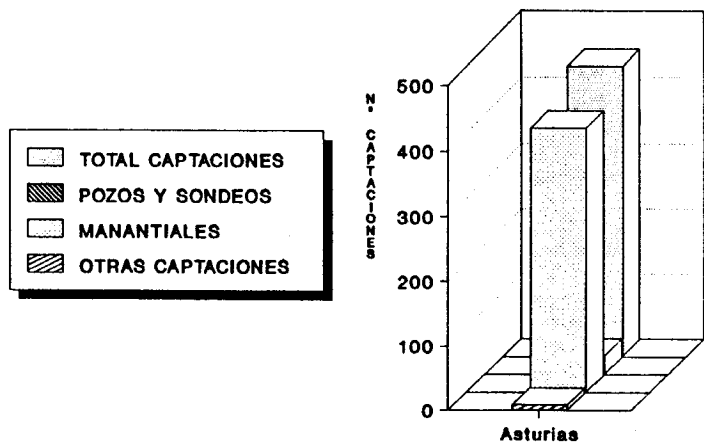 TOTAL CAPTACIONES
POZOS Y SONDEOS
MANANTIALES
OTRAS CAPTACIONES
Nº CAPTACIONES
500
400
300
200
100
0
Asturias